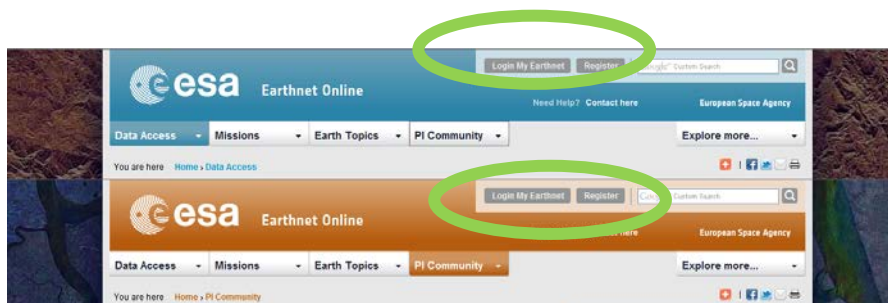 Login My Earthnet Register Custom Search
esa Earthnet Online
Need Help? Contact here European Space Agency
Data Access Missions Earth Topics PI Community Explore more...
You are here Home › Data Access
Login My Earthnet Register Custom Search
esa Earthnet Online
here European Space Agency
Data Access Missions Earth Topics PI Community Explore more...
You are here Home › PI Community